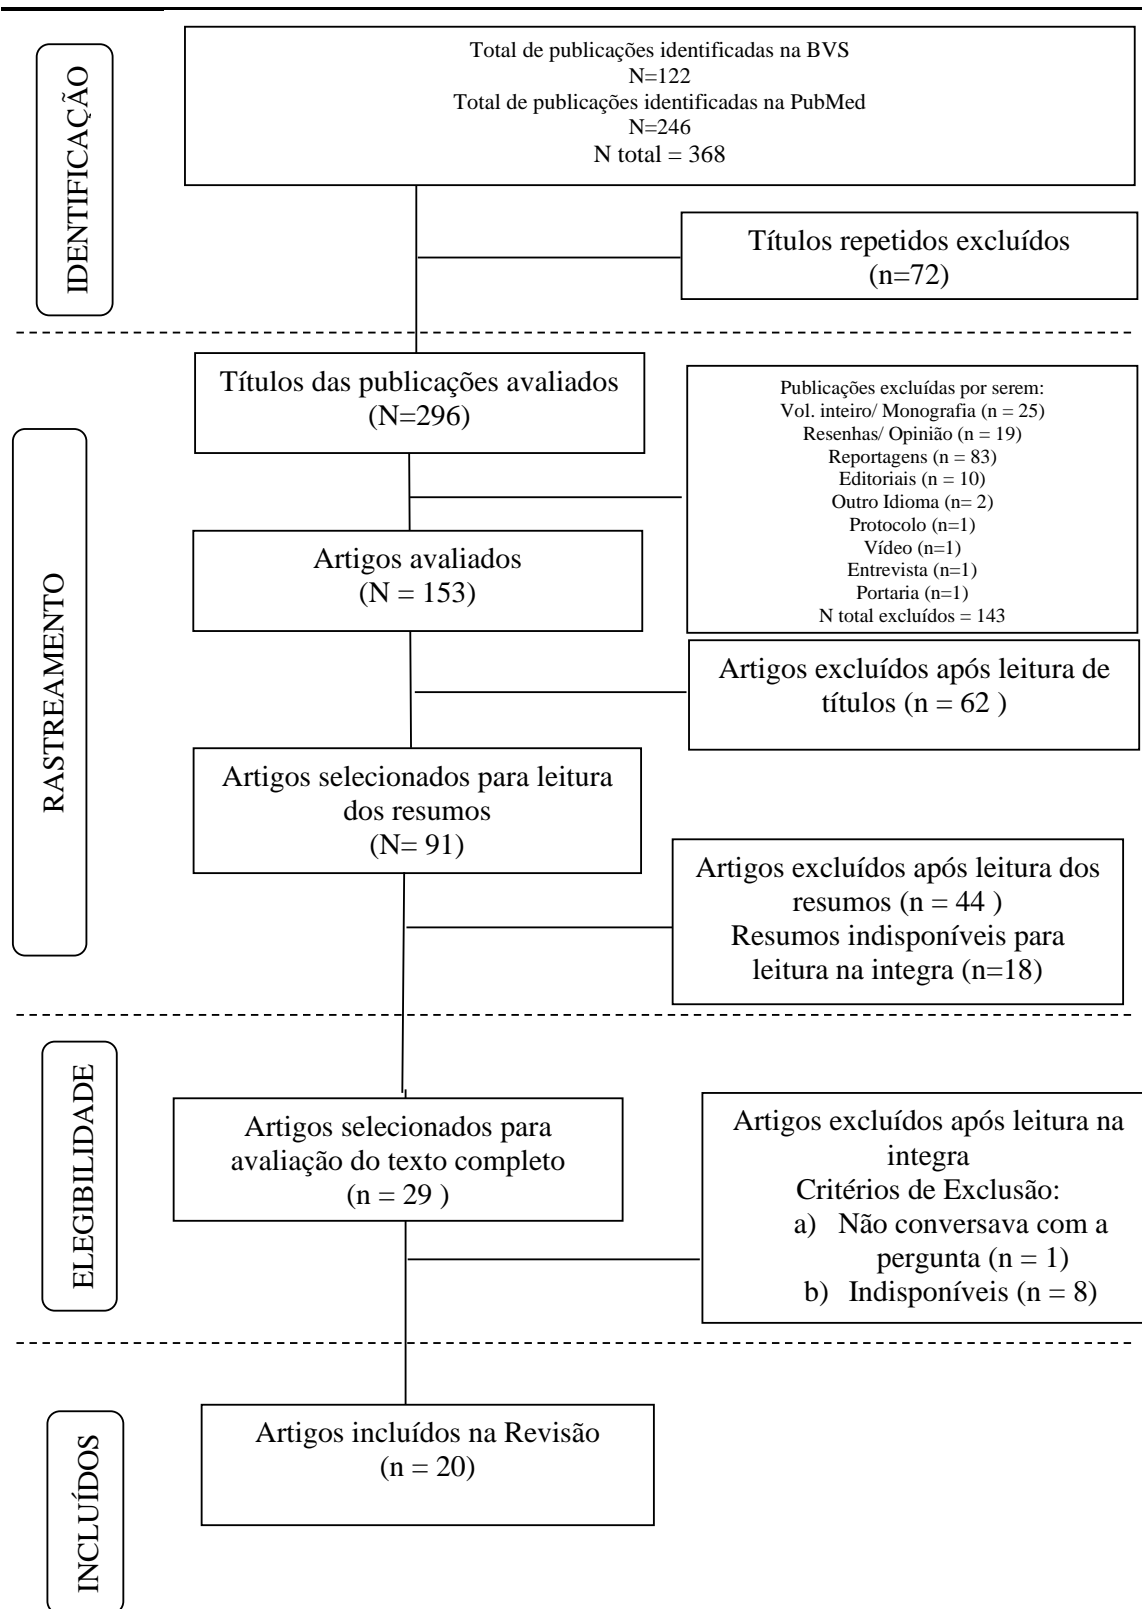 IDENTIFICAÇÃO
Total de publicações identificadas na BVS
N=122
Total de publicações identificadas na PubMed
N=246
N total = 368
Títulos repetidos excluídos
(n=72)
RASTREAMENTO
Títulos das publicações avaliados
(N=296)
Publicações excluídas por serem:
Vol. inteiro/ Monografia (n = 25)
Resenhas/ Opinião (n = 19)
Reportagens (n = 83)
Editoriais (n = 10)
Outro Idioma (n= 2)
Protocolo (n=1)
Vídeo (n=1)
Entrevista (n=1)
Portaria (n=1)
N total excluídos = 143
Artigos avaliados
(N = 153)
Artigos excluídos após leitura de
títulos (n = 62 )
Artigos selecionados para leitura
dos resumos
(N= 91)
Artigos excluídos após leitura dos
resumos (n = 44 )
Resumos indisponíveis para
leitura na integra (n=18)
ELEGIBILIDADE
Artigos selecionados para
avaliação do texto completo
(n = 29 )
Artigos excluídos após leitura na
integra
Critérios de Exclusão:
a) Não conversava com a
pergunta (n = 1)
b) Indisponíveis (n = 8)
INCLUÍDOS
Artigos incluídos na Revisão
(n = 20)